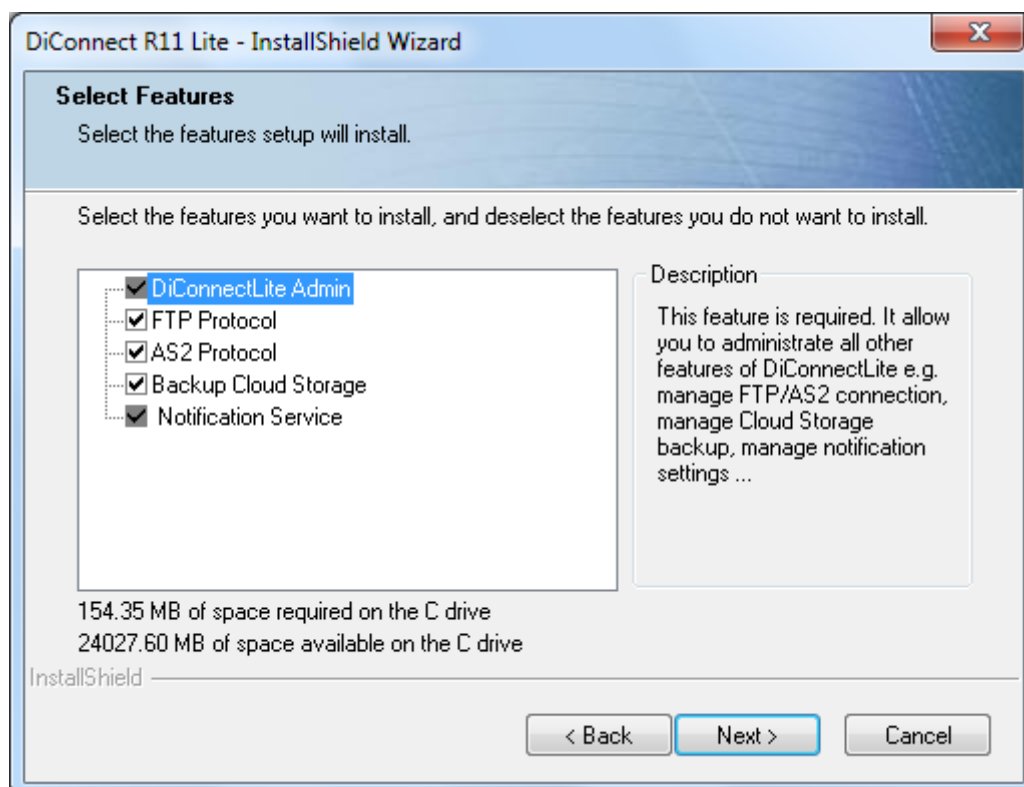 DiConnect R11 Lite - InstallShield Wizard
Select Features
Select the features setup will install.
Select the features you want to install, and deselect the features you do not want to install.
DiConnectLite Admin
FTP Protocol
AS2 Protocol
Backup Cloud Storage
Notification Service
Description
This feature is required. It allow
you to administrate all other
features of DiConnectLite e.g.
manage FTP/AS2 connection,
manage Cloud Storage
backup, manage notification
settings ...
154.35 MB of space required on the C drive
24027.60 MB of space available on the C drive
InstallShield
< Back
Next >
Cancel